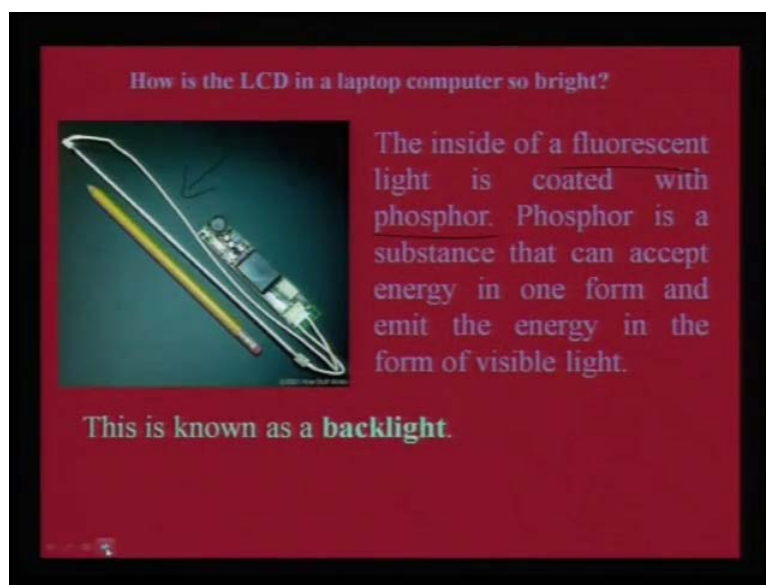 How is the LCD in a laptop computer so bright?
The inside of a fluorescent
light is coated with
phosphor. Phosphor is a
substance that can accept
energy in one form and
emit the energy in the
form of visible light.
This is known as a backlight.